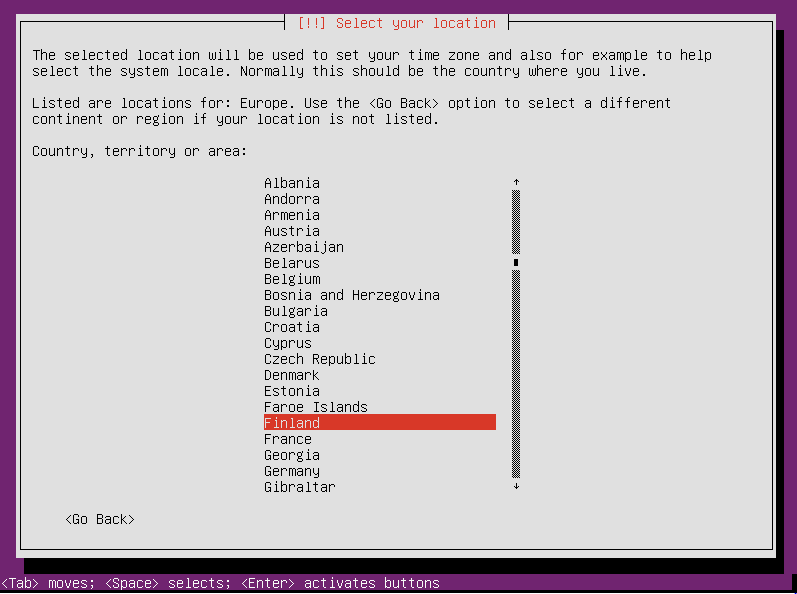 [!!] Select your location
The selected location will be used to set your time zone and also for example to help
select the system locale. Normally this should be the country where you live.
Listed are locations for: Europe. Use the <Go Back> option to select a different
continent or region if your location is not listed.
Country, territory or area:
Albania
Andorra
Armenia
Austria
Azerbaijan
Belarus
Belgium
Bosnia and Herzegovina
Bulgaria
Croatia
Cyprus
Czech Republic
Denmark
Estonia
Faroe Islands
Finland
France
Georgia
Germany
Gibraltar
<Go Back>
<Tab> moves; <Space> selects; <Enter> activates buttons